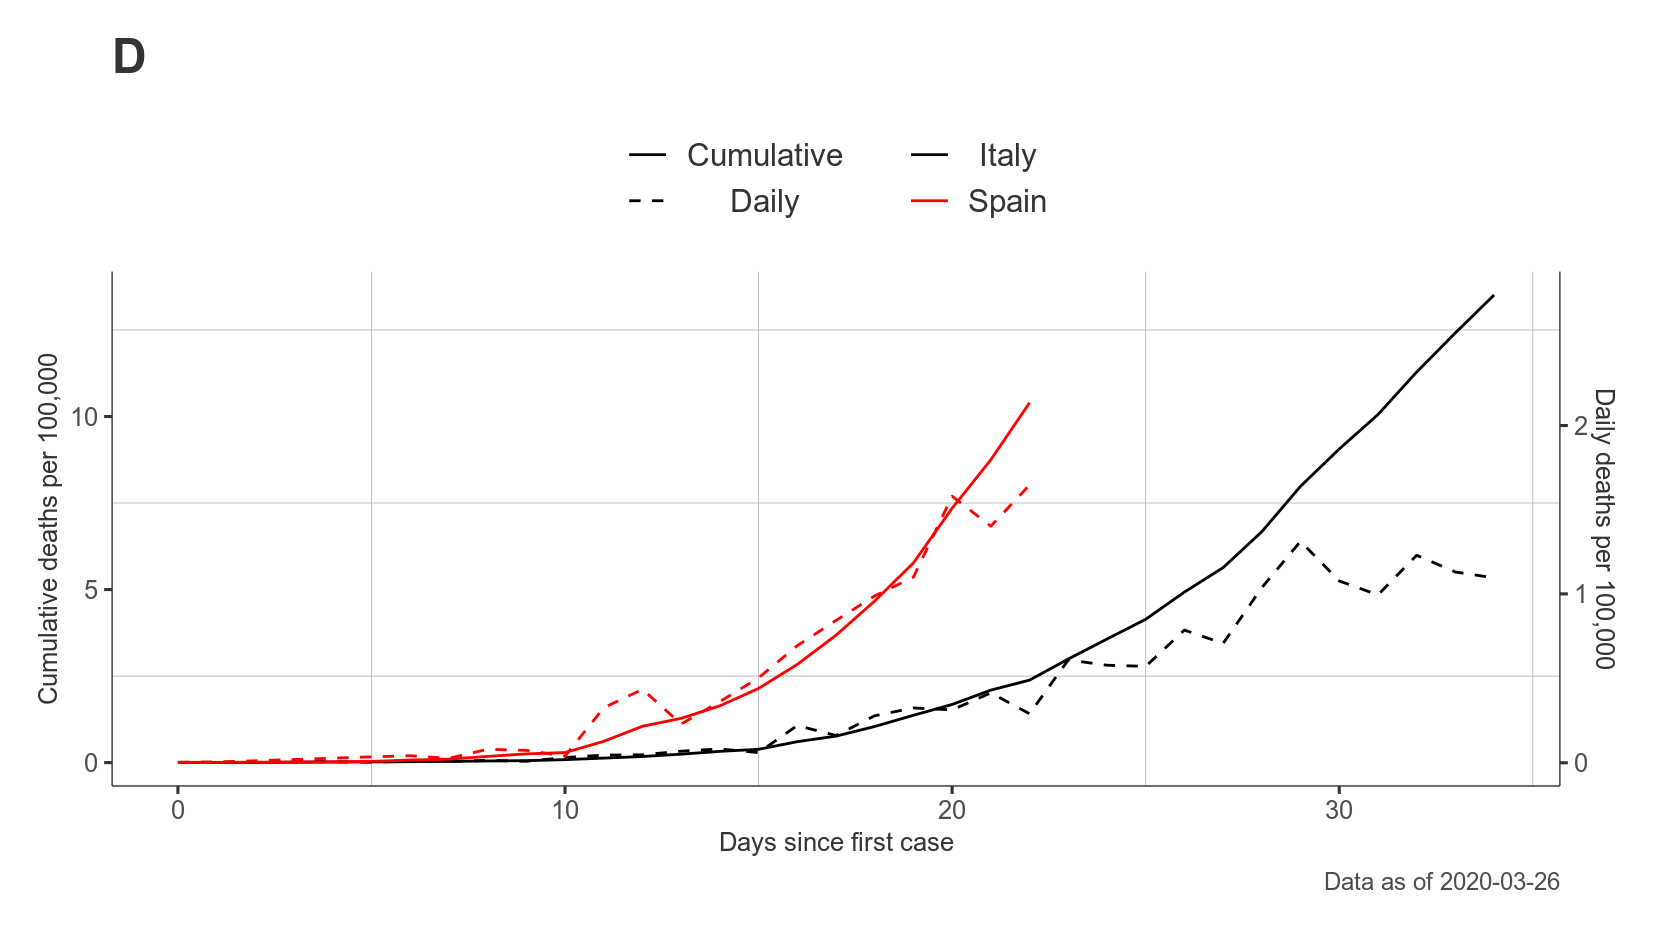 D
Cumulative
Italy
Daily
Spain
Cumulative deaths per 100,000
10
5
0
2
1
0
Daily deaths per 100,000
0
10
20
30
Days since first case
Data as of 2020-03-26